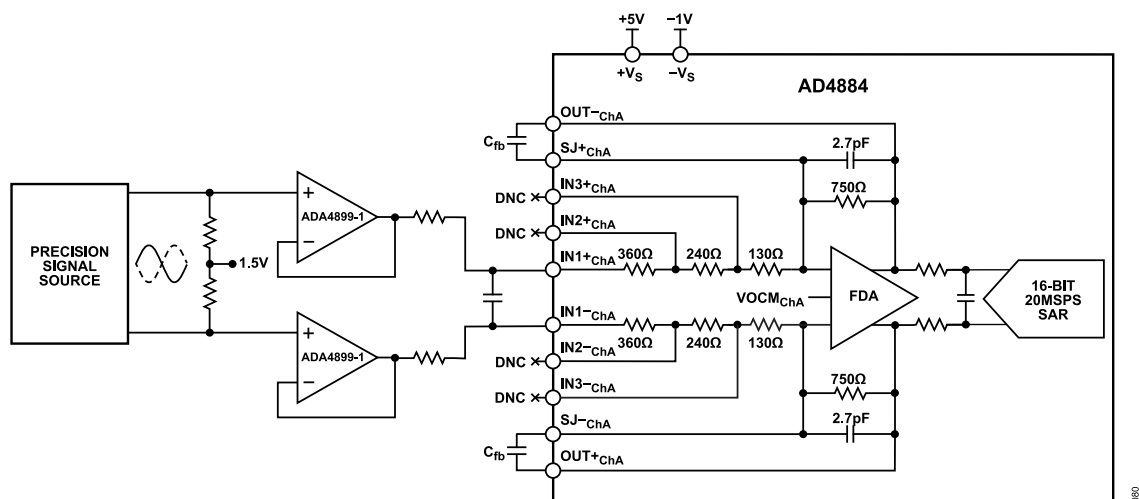 +5V
−1V
+VS
−VS
AD4884
OUT−ChA
Cfb
SJ+ChA
2.7pF
DNC
IN3+ChA
750Ω
DNC
IN2+ChA
ADA4899-1
+
−
IN1+ChA
360Ω
240Ω
130Ω
PRECISION
SIGNAL
SOURCE
1.5V
VOCMChA
FDA
16-BIT
20MSPS
SAR
IN1−ChA
360Ω
240Ω
130Ω
ADA4899-1
+
−
DNC
IN2−ChA
DNC
IN3−ChA
750Ω
SJ−ChA
2.7pF
Cfb
OUT+ChA